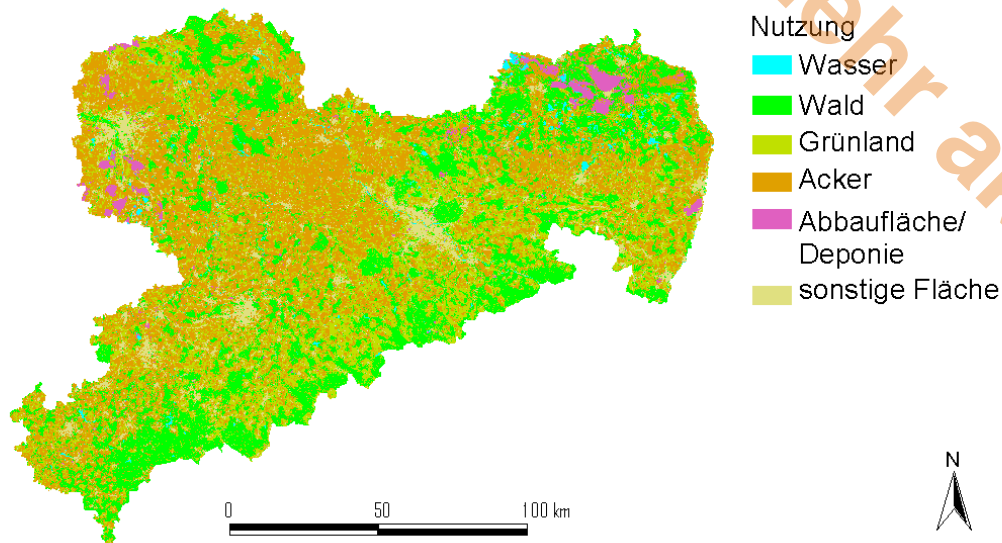 Nutzung
Wasser
Wald
Grünland
Acker
Abbaufläche/
Deponie
sonstige Fläche
0 50 100 km
N